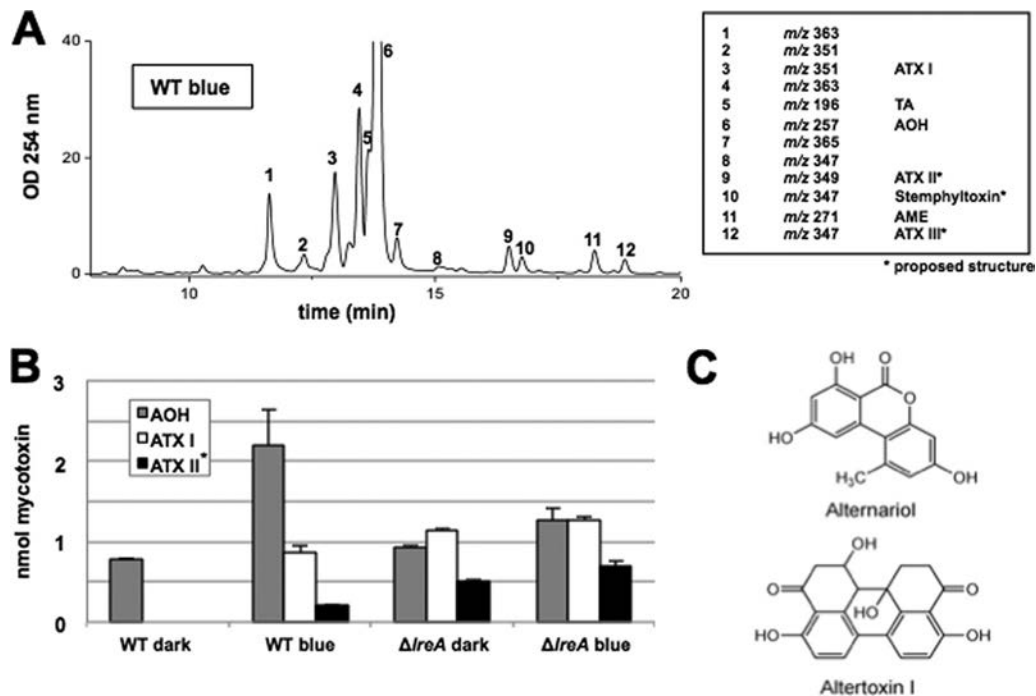 A
40
20
0
OD 254 nm
WT blue
1
2
3
4
5
6
7
8
9
10
11
12
10
15
20
time (min)
1 m/z 363
2 m/z 351
3 m/z 351 ATX I
4 m/z 363
5 m/z 196 TA
6 m/z 257 AOH
7 m/z 365
8 m/z 347
9 m/z 349 ATX II*
10 m/z 347 Stemphyltoxin*
11 m/z 271 AME
12 m/z 347 ATX III*
* proposed structure
B
3
2
1
0
nmol mycotoxin
AOH
ATX I
ATX II*
WT dark
WT blue
ΔlreA dark
ΔlreA blue
C
OH
O
O
HO
H₃C
OH
Alternariol
OH
O
O
HO
HO
OH
Altertoxin I